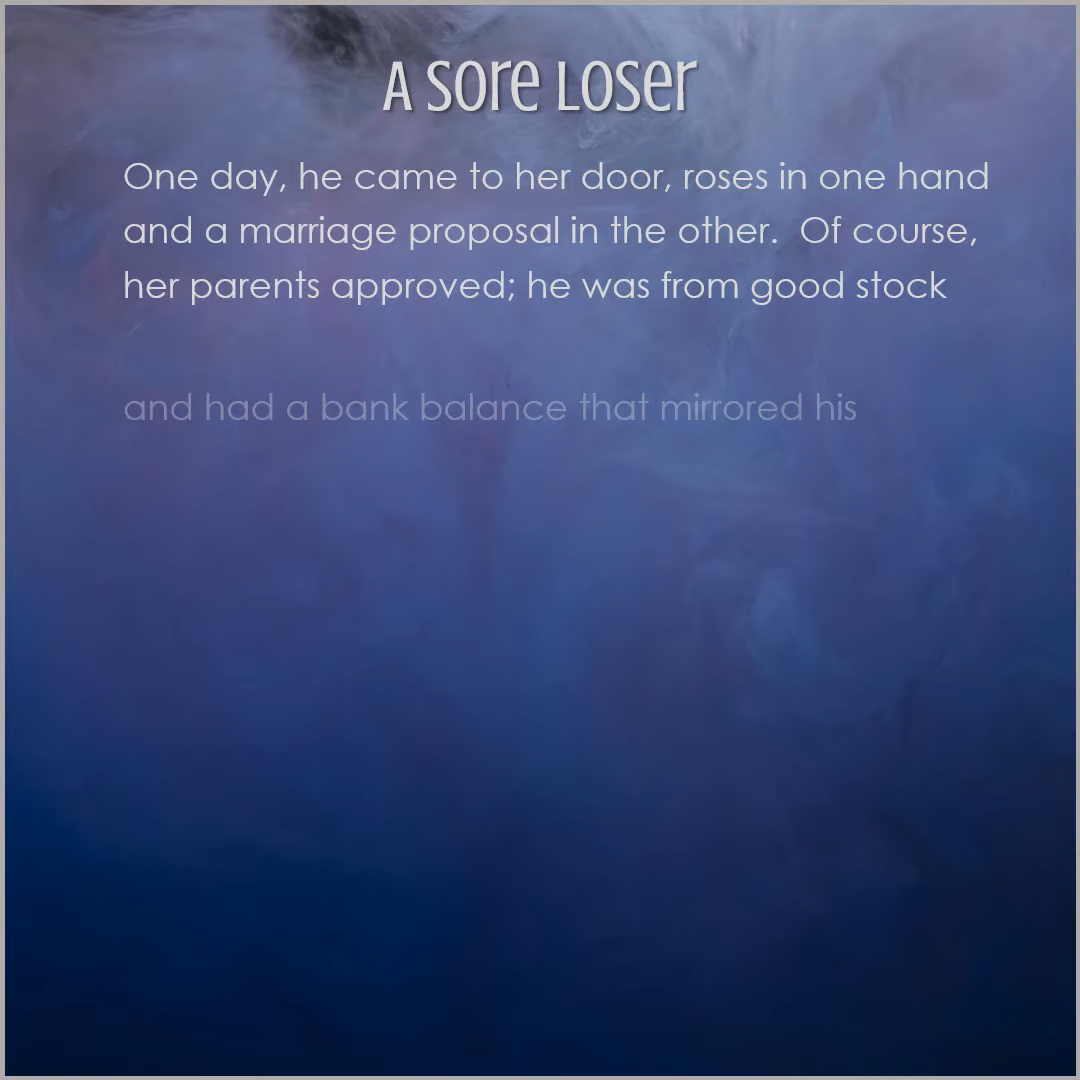 A Sore Loser
One day, he came to her door, roses in one hand
and a marriage proposal in the other.  Of course,
her parents approved; he was from good stock
and had a bank balance that mirrored his